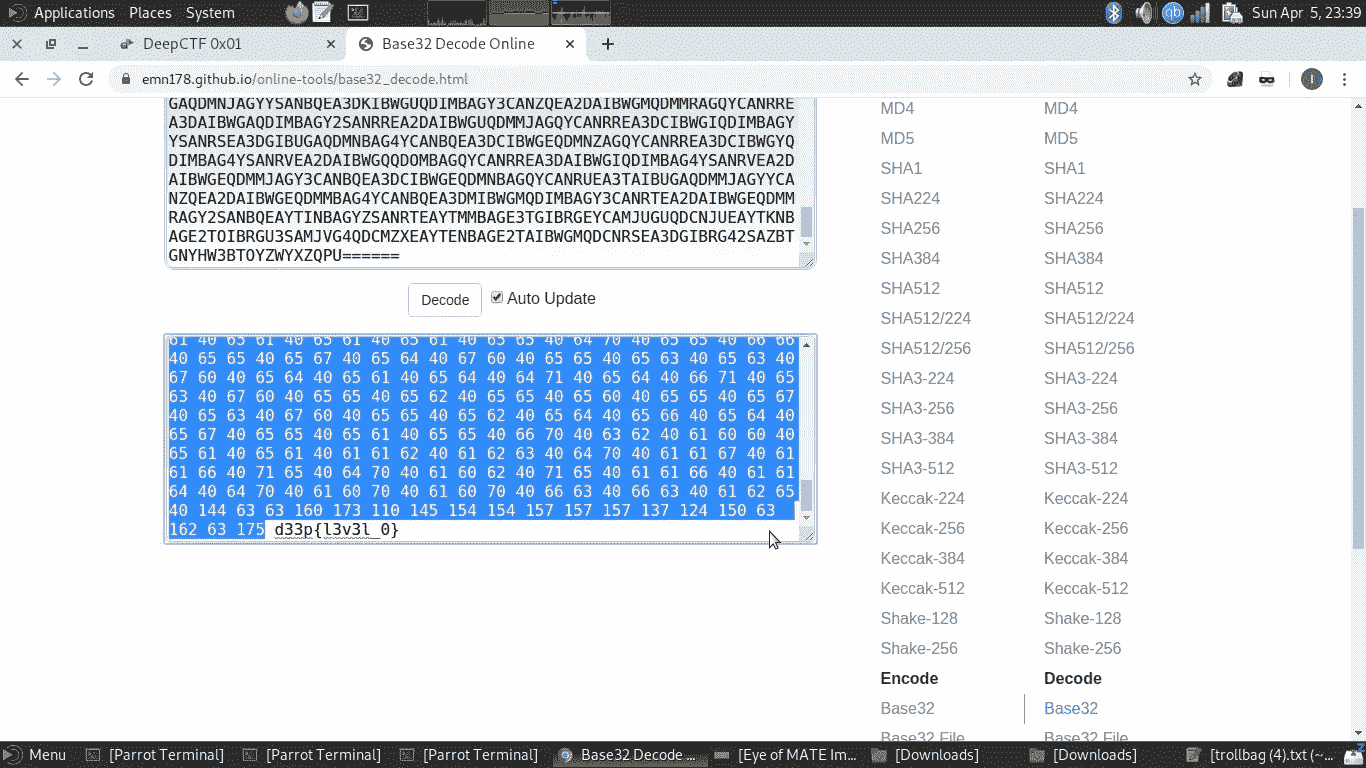 Applications Places System
Sun Apr 5, 23:39
DeepCTF 0x01
Base32 Decode Online
emn178.github.io/online-tools/base32_decode.html
GAQDMNJAGYYSANBQEA3DKIBWGUQDIMBAGY3CANZQEA2DAIBWGMQDMMRAGQYCANRRE
A3DAIBWGAQDIMBAGY2SANRREA2DAIBWGUQDMMJAGQYCANRREA3DCIBWGIQDIMBAGY
YSANRSEA3DGIBUGAQDMNBAG4YCANBQEA3DCIBWGEQDMNZAGQYCANRREA3DCIBWGYQ
DIMBAG4YSANRVEA2DAIBWGQQDOMBAGQYCANRREA3DAIBWGIQDIMBAG4YSANRVEA2D
AIBWGEQDMMJAGY3CANBQEA3DCIBWGEQDMNBAGQYCANRUEA3TAIBUGAQDMMJAGYYCA
NZQEA2DAIBWGEQDMMBAG4YCANBQEA3DMIBWGMQDIMBAGY3CANRTEA2DAIBWGEQDMM
RAGY2SANBQEAYTINBAGYZSANRTEAYTMMBAGE3TGIBRGEYCAMJUGUQDCNJUEAYTKNB
AGE2TOIBRGU3SAMJVG4QDCMZXEAYTENBAGE2TAIBWGMQDCNRSEA3DGIBRG42SAZBT
GNYHW3BTOYZWYXZQPU======
Decode
Auto Update
61 40 65 61 40 65 61 40 65 61 40 65 65 40 64 70 40 65 65 40 66 66
40 65 65 40 65 67 40 65 64 40 67 60 40 65 65 40 65 63 40 65 63 40
67 60 40 65 64 40 65 61 40 65 64 40 64 71 40 65 64 40 66 71 40 65
63 40 67 60 40 65 65 40 65 62 40 65 65 40 65 60 40 65 65 40 65 67
40 65 63 40 67 60 40 65 65 40 65 62 40 65 64 40 65 66 40 65 64 40
65 67 40 65 65 40 65 61 40 65 65 40 66 70 40 63 62 40 61 60 60 40
65 61 40 65 61 40 61 61 62 40 61 62 63 40 64 70 40 61 61 67 40 61
61 66 40 71 65 40 64 70 40 61 60 62 40 71 65 40 61 61 66 40 61 61
64 40 64 70 40 61 60 70 40 61 60 70 40 66 63 40 66 63 40 61 62 65
40 144 63 63 160 173 110 145 154 154 157 157 157 137 124 150 63
162 63 175 d33p{l3v3l_0}
MD4 MD4
MD5 MD5
SHA1 SHA1
SHA224 SHA224
SHA256 SHA256
SHA384 SHA384
SHA512 SHA512
SHA512/224 SHA512/224
SHA512/256 SHA512/256
SHA3-224 SHA3-224
SHA3-256 SHA3-256
SHA3-384 SHA3-384
SHA3-512 SHA3-512
Keccak-224 Keccak-224
Keccak-256 Keccak-256
Keccak-384 Keccak-384
Keccak-512 Keccak-512
Shake-128 Shake-128
Shake-256 Shake-256
Encode Decode
Base32 Base32
Base32 File Base32 File
Menu
[Parrot Terminal]
[Parrot Terminal]
[Parrot Terminal]
Base32 Decode ...
[Eye of MATE Im...
[Downloads]
[Downloads]
[trollbag (4).txt (~...